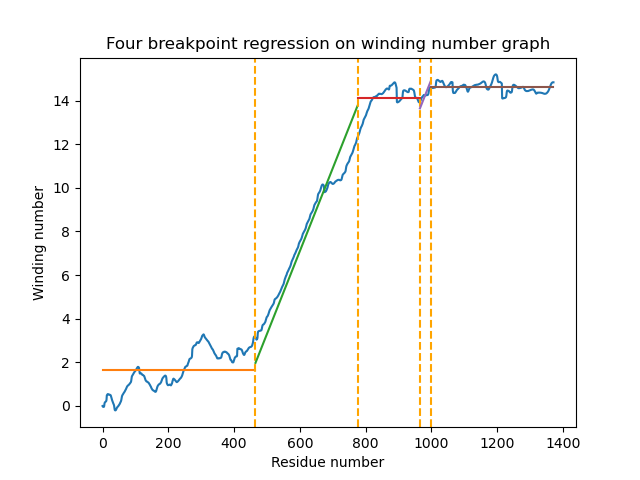 Four breakpoint regression on winding number graph
14
12
10
8
6
4
2
0
Winding number
0 200 400 600 800 1000 1200 1400
Residue number